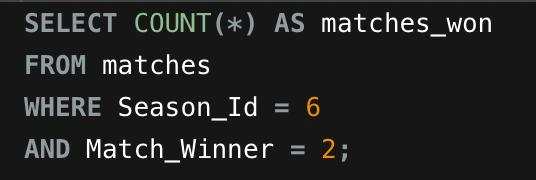 SELECT COUNT(*) AS matches_won
FROM matches
WHERE Season_Id = 6
AND Match_Winner = 2;